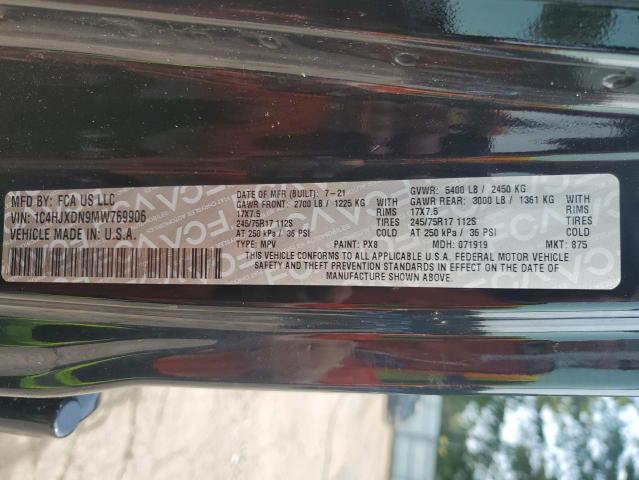 MFD BY: FCA US LLC
VIN: 1C4HJXDN9MW769906
VEHICLE MADE IN U.S.A.
DATE OF MFR (BUILT): 7-21 GVWR: 5400 LB / 2450 KG
GAWR FRONT: 2700 LB / 1225 KG WITH GAWR REAR: 3000 LB / 1361 KG WITH
17X7.5 RIMS 17X7.5 RIMS
245/75R17 112S TIRES 245/75R17 112S TIRES
AT 250 kPa / 36 PSI COLD AT 250 kPa / 36 PSI COLD
TYPE: MPV PAINT: PX8 MDH: 071919 MKT: 875
THIS VEHICLE CONFORMS TO ALL APPLICABLE U.S.A. FEDERAL MOTOR VEHICLE
SAFETY AND THEFT PREVENTION STANDARDS IN EFFECT ON THE DATE OF
MANUFACTURE SHOWN ABOVE.